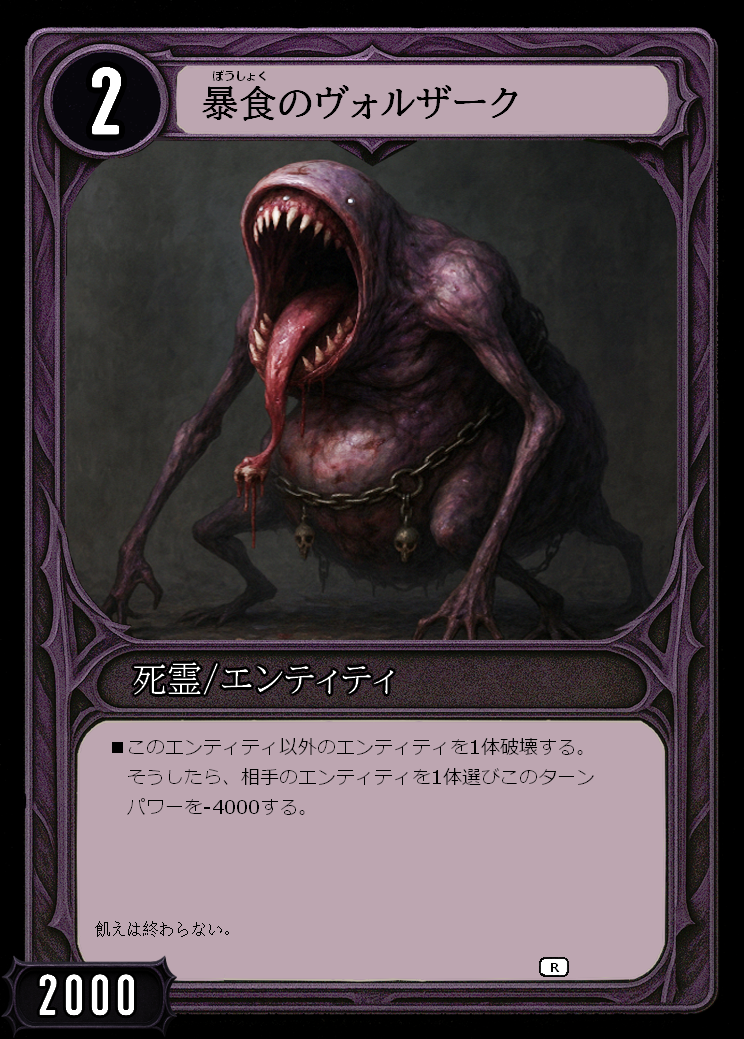 2
ぼうしょく
暴食のヴォルザーク
死霊/エンティティ
■このエンティティ以外のエンティティを1体破壊する。
そうしたら、相手のエンティティを1体選びこのターン
パワーを-4000する。
飢えは終わらない。
R
2000